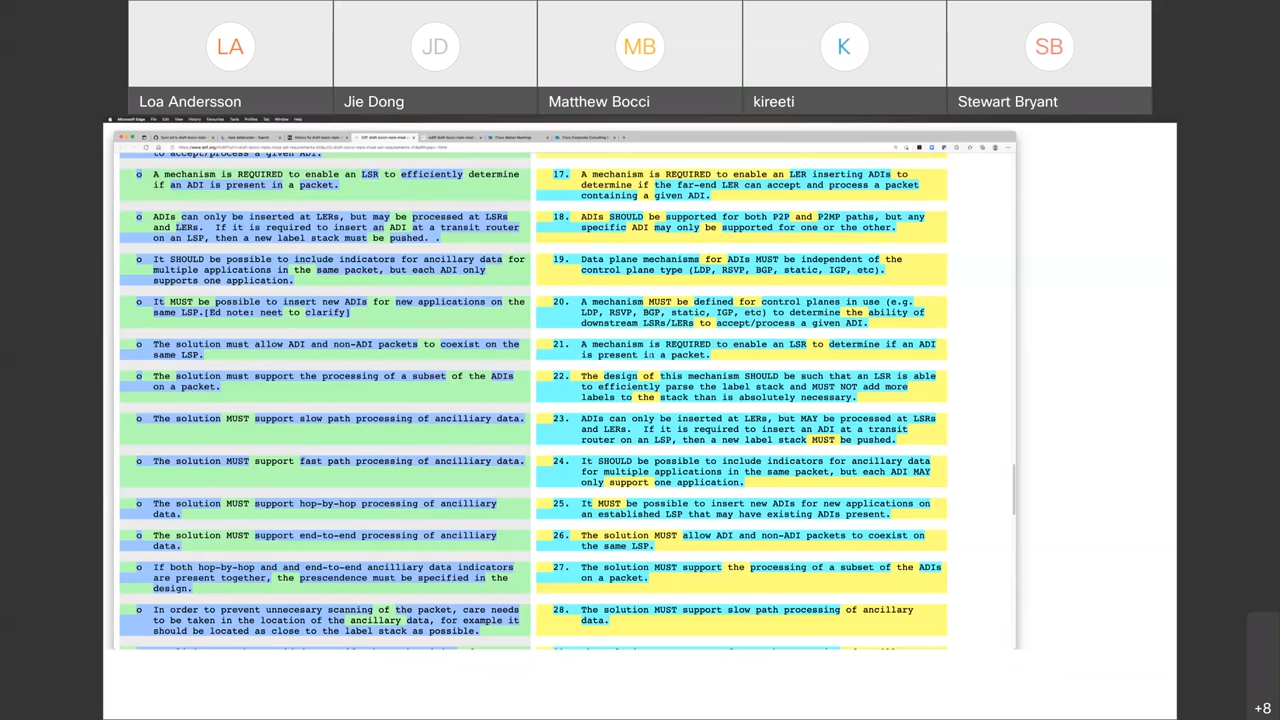 LA
JD
MB
K
SB
Loa Andersson
Jie Dong
Matthew Bocci
kireeti
Stewart Bryant
Microsoft Edge File Edit View History Favourites Tools Profiles Tab Window Help
to accept/process a given ADI.
o A mechanism is REQUIRED to enable an LSR to efficiently determine
if an ADI is present in a packet.
o ADIs can only be inserted at LERs, but may be processed at LSRs
and LERs. If it is required to insert an ADI at a transit router
on an LSP, then a new label stack must be pushed. .
o It SHOULD be possible to include indicators for ancillary data for
multiple applications in the same packet, but each ADI only
supports one application.
o It MUST be possible to insert new ADIs for new applications on the
same LSP.[Ed note: neet to clarify]
o The solution must allow ADI and non-ADI packets to coexist on the
same LSP.
o The solution must support the processing of a subset of the ADIs
on a packet.
o The solution MUST support slow path processing of ancilliary data.
o The solution MUST support fast path processing of ancilliary data.
o The solution MUST support hop-by-hop processing of ancilliary
data.
o The solution MUST support end-to-end processing of ancilliary
data.
o If both hop-by-hop and and end-to-end ancilliary data indicators
are present together, the prescendence must be specified in the
design.
o In order to prevent unnecesary scanning of the packet, care needs
to be taken in the location of the ancillary data, for example it
should be located as close to the label stack as possible.
17. A mechanism is REQUIRED to enable an LER inserting ADIs to
determine if the far-end LER can accept and process a packet
containing a given ADI.
18. ADIs SHOULD be supported for both P2P and P2MP paths, but any
specific ADI may only be supported for one or the other.
19. Data plane mechanisms for ADIs MUST be independent of the
control plane type (LDP, RSVP, BGP, static, IGP, etc).
20. A mechanism MUST be defined for control planes in use (e.g.
LDP, RSVP, BGP, static, IGP, etc) to determine the ability of
downstream LSRs/LERs to accept/process a given ADI.
21. A mechanism is REQUIRED to enable an LSR to determine if an ADI
is present in a packet.
22. The design of this mechanism SHOULD be such that an LSR is able
to efficiently parse the label stack and MUST NOT add more
labels to the stack than is absolutely necessary.
23. ADIs can only be inserted at LERs, but MAY be processed at LSRs
and LERs. If it is required to insert an ADI at a transit
router on an LSP, then a new label stack MUST be pushed.
24. It SHOULD be possible to include indicators for ancillary data
for multiple applications in the same packet, but each ADI MAY
only support one application.
25. It MUST be possible to insert new ADIs for new applications on
an established LSP that may have existing ADIs present.
26. The solution MUST allow ADI and non-ADI packets to coexist on
the same LSP.
27. The solution MUST support the processing of a subset of the ADIs
on a packet.
28. The solution MUST support slow path processing of ancillary
data.
+8